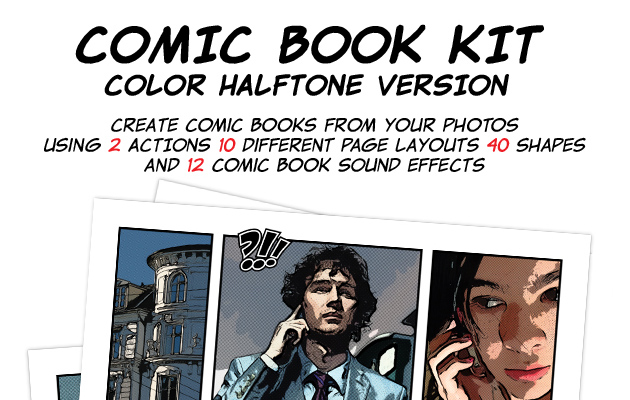 COMIC BOOK KIT
COLOR HALFTONE VERSION
CREATE COMIC BOOKS FROM YOUR PHOTOS
USING 2 ACTIONS 10 DIFFERENT PAGE LAYOUTS 40 SHAPES
AND 12 COMIC BOOK SOUND EFFECTS
?!!!